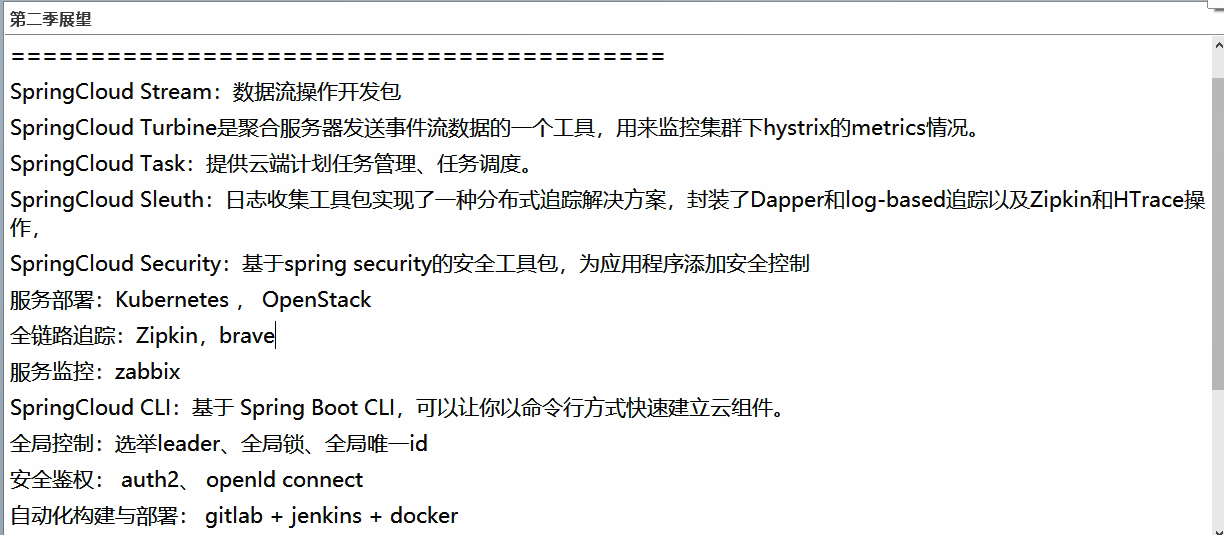 第二季展望
=========================================
SpringCloud Stream：数据流操作开发包
SpringCloud Turbine是聚合服务器发送事件流数据的一个工具，用来监控集群下hystrix的metrics情况。
SpringCloud Task：提供云端计划任务管理、任务调度。
SpringCloud Sleuth：日志收集工具包实现了一种分布式追踪解决方案，封装了Dapper和log-based追踪以及Zipkin和HTrace操
作，
SpringCloud Security：基于spring security的安全工具包，为应用程序添加安全控制
服务部署：Kubernetes ， OpenStack
全链路追踪：Zipkin，brave
服务监控：zabbix
SpringCloud CLI：基于 Spring Boot CLI，可以让你以命令行方式快速建立云组件。
全局控制：选举leader、全局锁、全局唯一id
安全鉴权： auth2、 openId connect
自动化构建与部署： gitlab + jenkins + docker